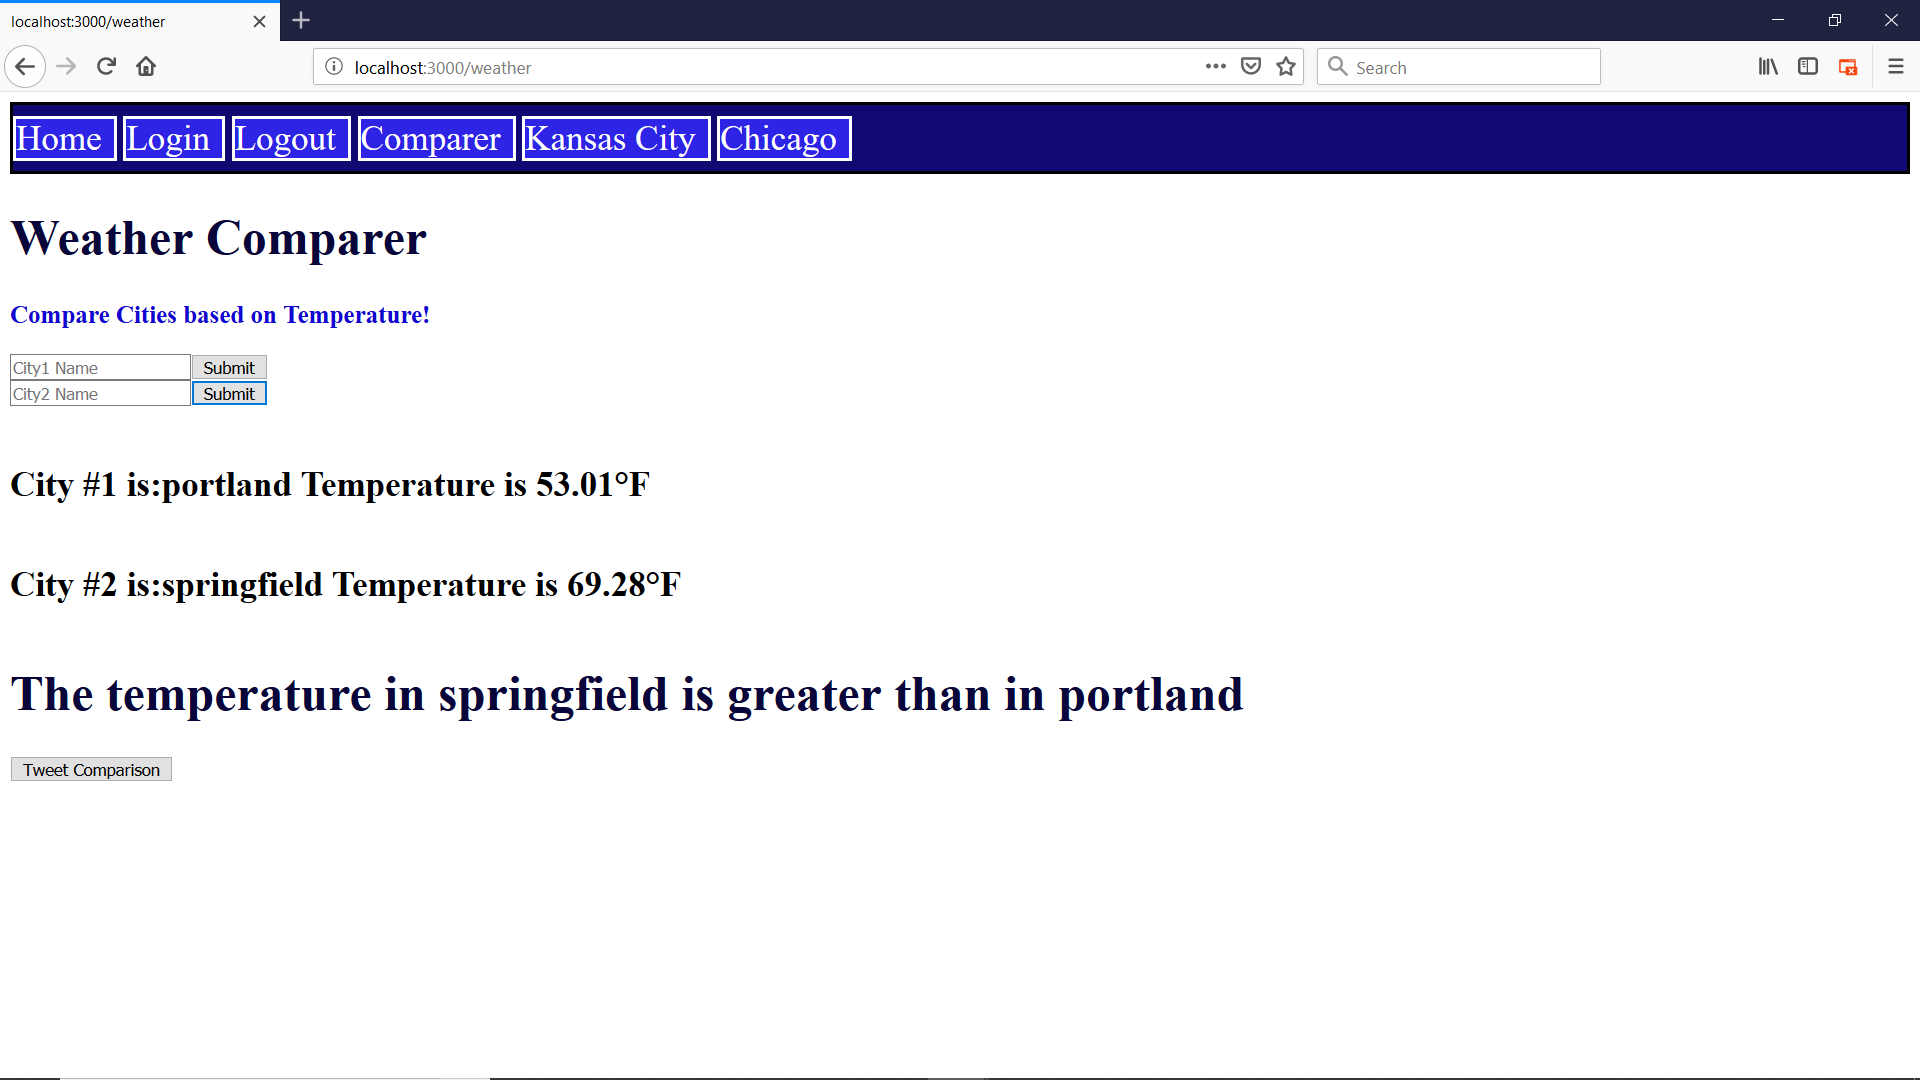 localhost:3000/weather
localhost:3000/weather
Search
Home Login Logout Comparer Kansas City Chicago
Weather Comparer
Compare Cities based on Temperature!
City1 Name Submit
City2 Name Submit
City #1 is:portland Temperature is 53.01°F
City #2 is:springfield Temperature is 69.28°F
The temperature in springfield is greater than in portland
Tweet Comparison